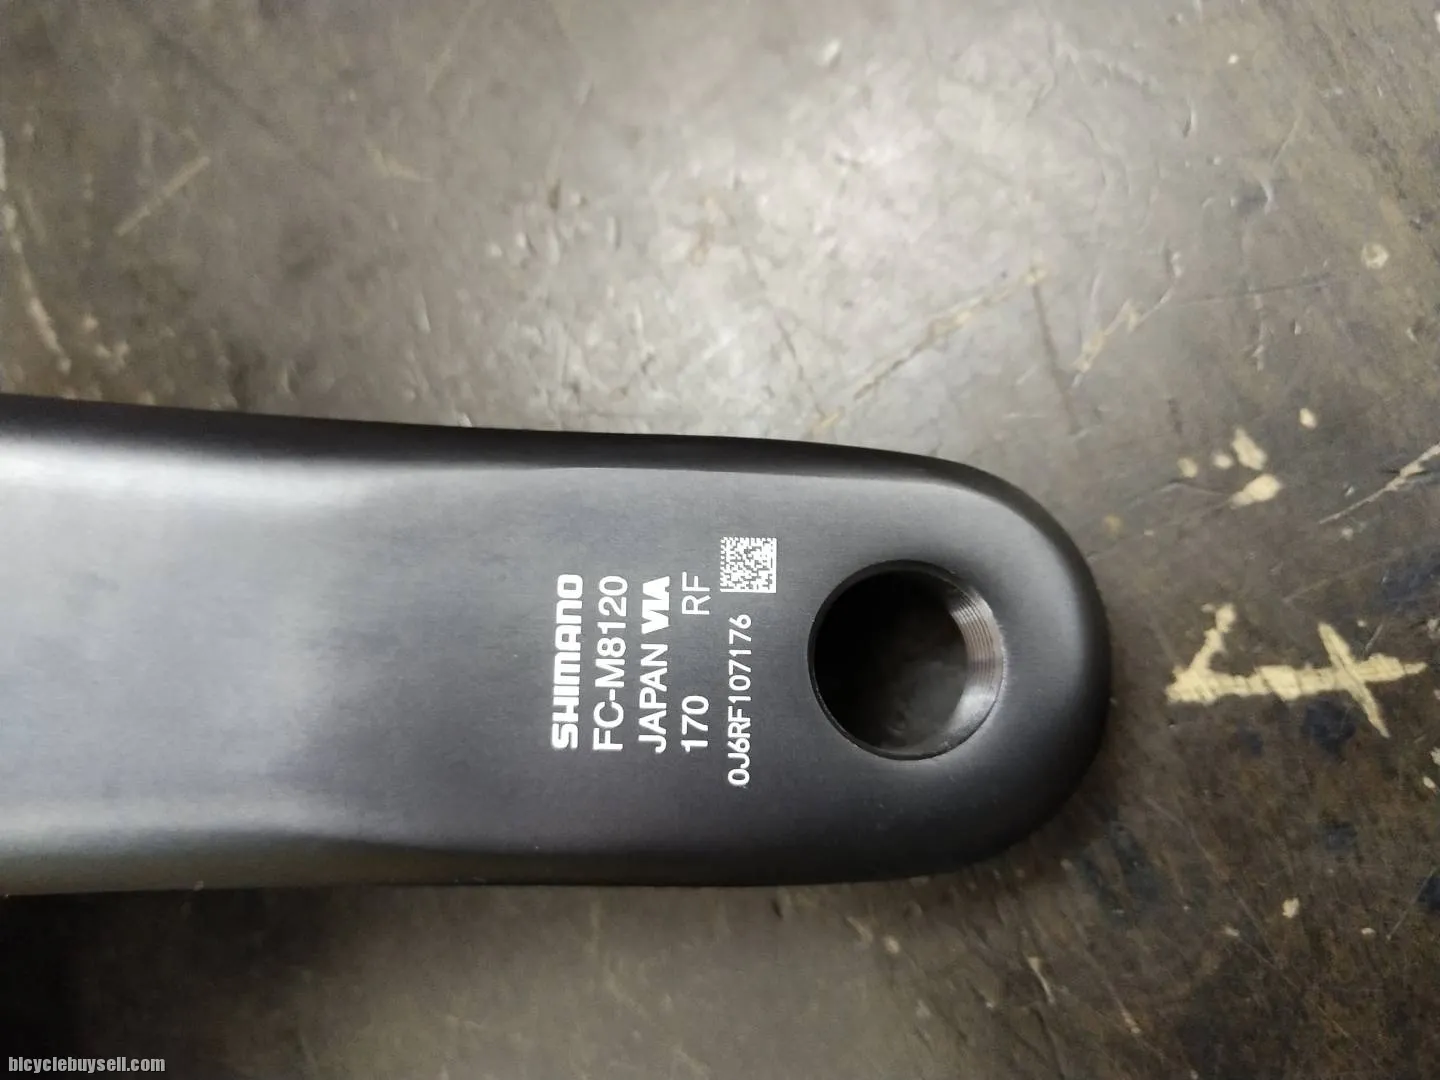 SHIMANO
FC-M8120
JAPAN VIA
170 RF
0J6RF107176
bicyclebuysell.com